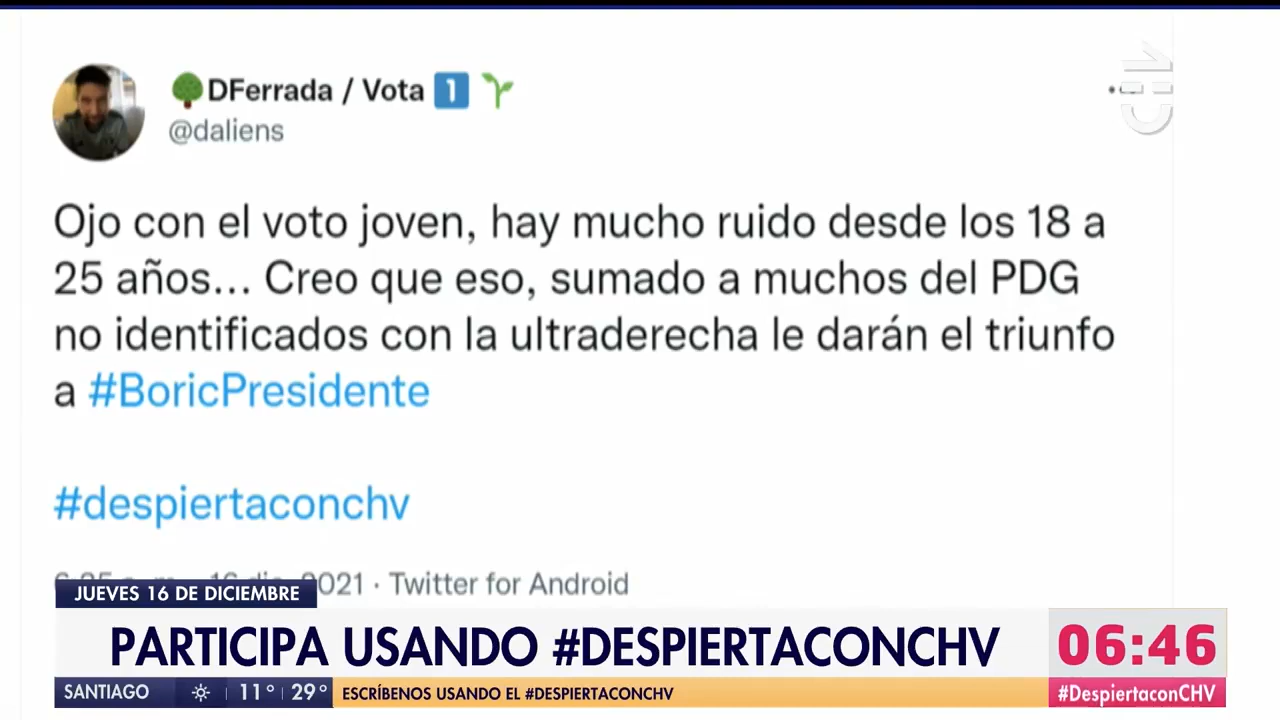 DFerrada / Vota 1
@daliens
Ojo con el voto joven, hay mucho ruido desde los 18 a
25 años... Creo que eso, sumado a muchos del PDG
no identificados con la ultraderecha le darán el triunfo
a #BoricPresidente
#despiertaconchv
2021 · Twitter for Android
JUEVES 16 DE DICIEMBRE
PARTICIPA USANDO #DESPIERTACONCHV
06:46
SANTIAGO 11° 29° ESCRÍBENOS USANDO EL #DESPIERTACONCHV
#DespiertaconCHV